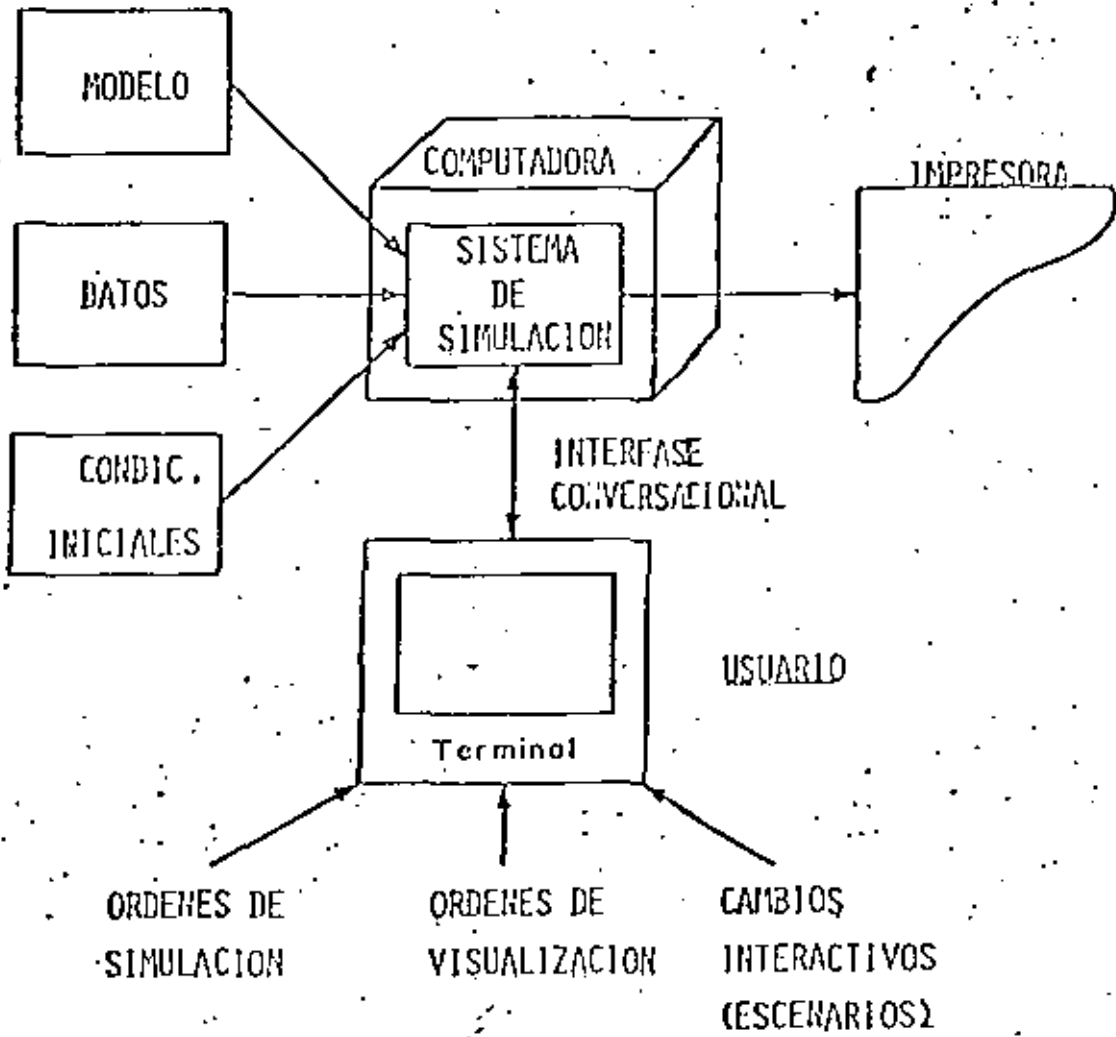 MODELO
COMPUTADORA
IMPRESORA
DATOS
SISTEMA
DE
SIMULACION
CONDIC.
INICIALES
INTERFASE
CONVERSACIONAL
USUARIO
Terminal
ORDENES DE
SIMULACION
ORDENES DE
VISUALIZACION
CAMBIOS
INTERACTIVOS
(ESCENARIOS)